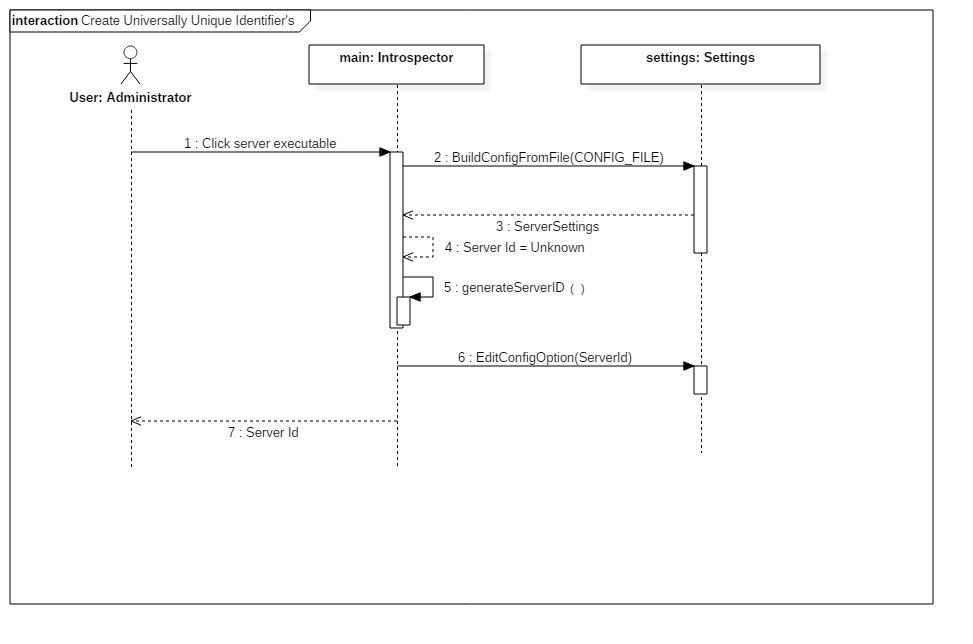 interaction Create Universally Unique Identifier's
main: Introspector
settings: Settings
User: Administrator
1 : Click server executable
2 : BuildConfigFromFile(CONFIG_FILE)
3 : ServerSettings
4 : Server Id = Unknown
5 : generateServerID（ ）
6 : EditConfigOption(ServerId)
7 : Server Id